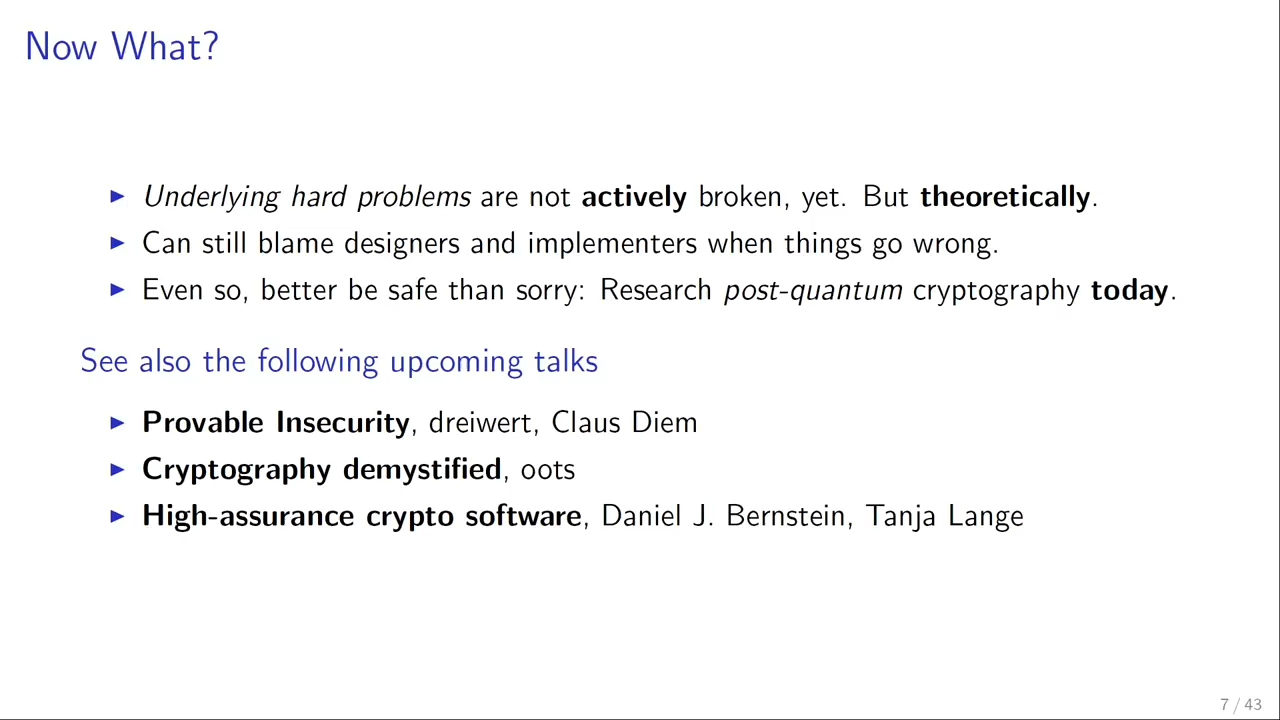 Now What?
▶ Underlying hard problems are not actively broken, yet. But theoretically.
▶ Can still blame designers and implementers when things go wrong.
▶ Even so, better be safe than sorry: Research post-quantum cryptography today.
See also the following upcoming talks
▶ Provable Insecurity, dreiwert, Claus Diem
▶ Cryptography demystified, oots
▶ High-assurance crypto software, Daniel J. Bernstein, Tanja Lange
7 / 43